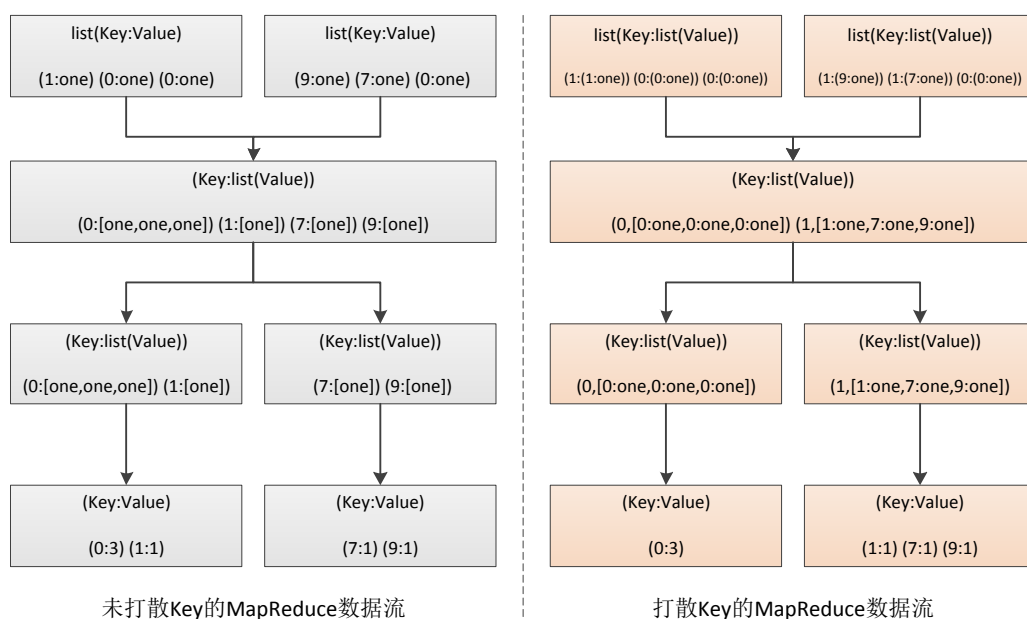 list(Key:Value)
(1:one) (0:one) (0:one)
list(Key:Value)
(9:one) (7:one) (0:one)
(Key:list(Value))
(0:[one,one,one]) (1:[one]) (7:[one]) (9:[one])
(Key:list(Value))
(0:[one,one,one]) (1:[one])
(Key:list(Value))
(7:[one]) (9:[one])
(Key:Value)
(0:3) (1:1)
(Key:Value)
(7:1) (9:1)
未打散Key的MapReduce数据流
list(Key:list(Value))
(1:(1:one)) (0:(0:one)) (0:(0:one))
list(Key:list(Value))
(1:(9:one)) (1:(7:one)) (0:(0:one))
(Key:list(Value))
(0,[0:one,0:one,0:one]) (1,[1:one,7:one,9:one])
(Key:list(Value))
(0,[0:one,0:one,0:one])
(Key:list(Value))
(1,[1:one,7:one,9:one])
(Key:Value)
(0:3)
(Key:Value)
(1:1) (7:1) (9:1)
打散Key的MapReduce数据流